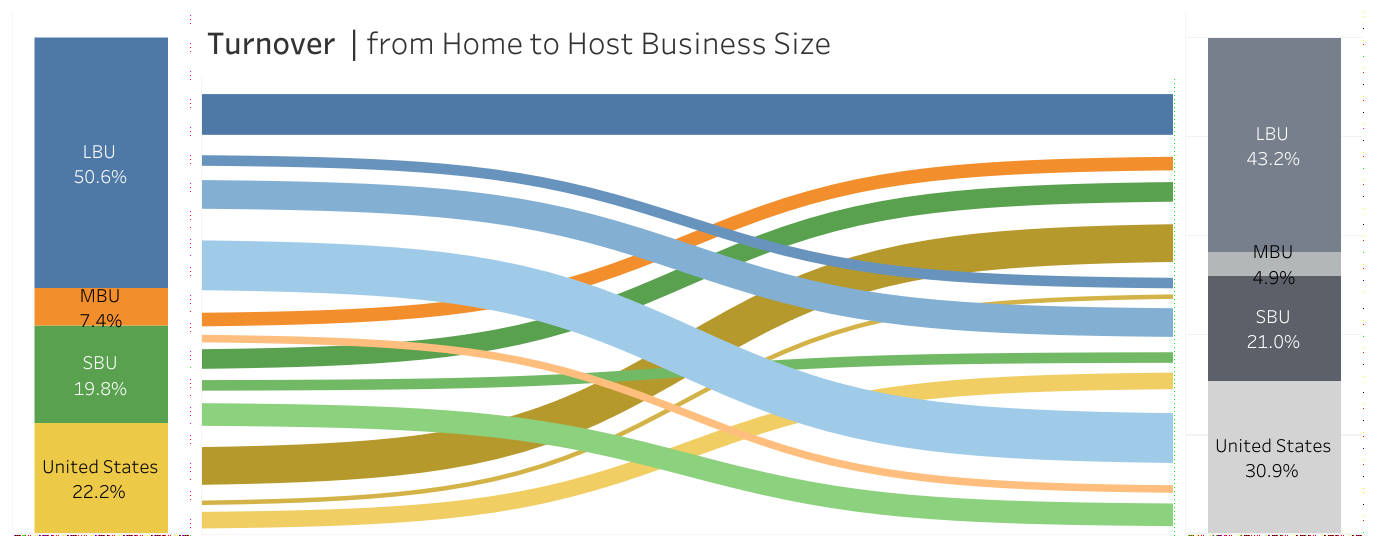 Turnover | from Home to Host Business Size
LBU
50.6%
MBU
7.4%
SBU
19.8%
United States
22.2%
LBU
43.2%
MBU
4.9%
SBU
21.0%
United States
30.9%